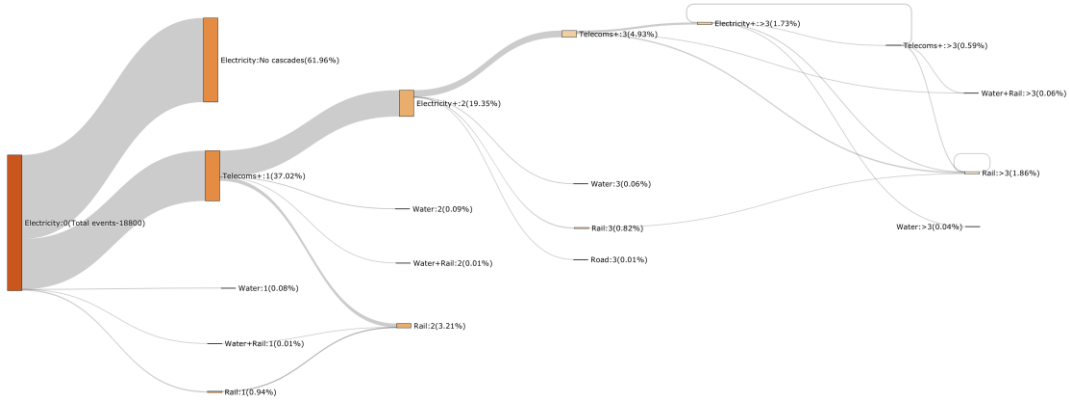 Electricity:0(Total events-18800)
Electricity:No cascades(61.96%)
Telecoms+:1(37.02%)
Water:1(0.08%)
Water+Rail:1(0.01%)
Rail:1(0.94%)
Electricity+:2(19.35%)
Water:2(0.09%)
Water+Rail:2(0.01%)
Rail:2(3.21%)
Telecoms+:3(4.93%)
Water:3(0.06%)
Rail:3(0.82%)
Road:3(0.01%)
Electricity+:>3(1.73%)
Telecoms+:>3(0.59%)
Water+Rail:>3(0.06%)
Rail:>3(1.86%)
Water:>3(0.04%)